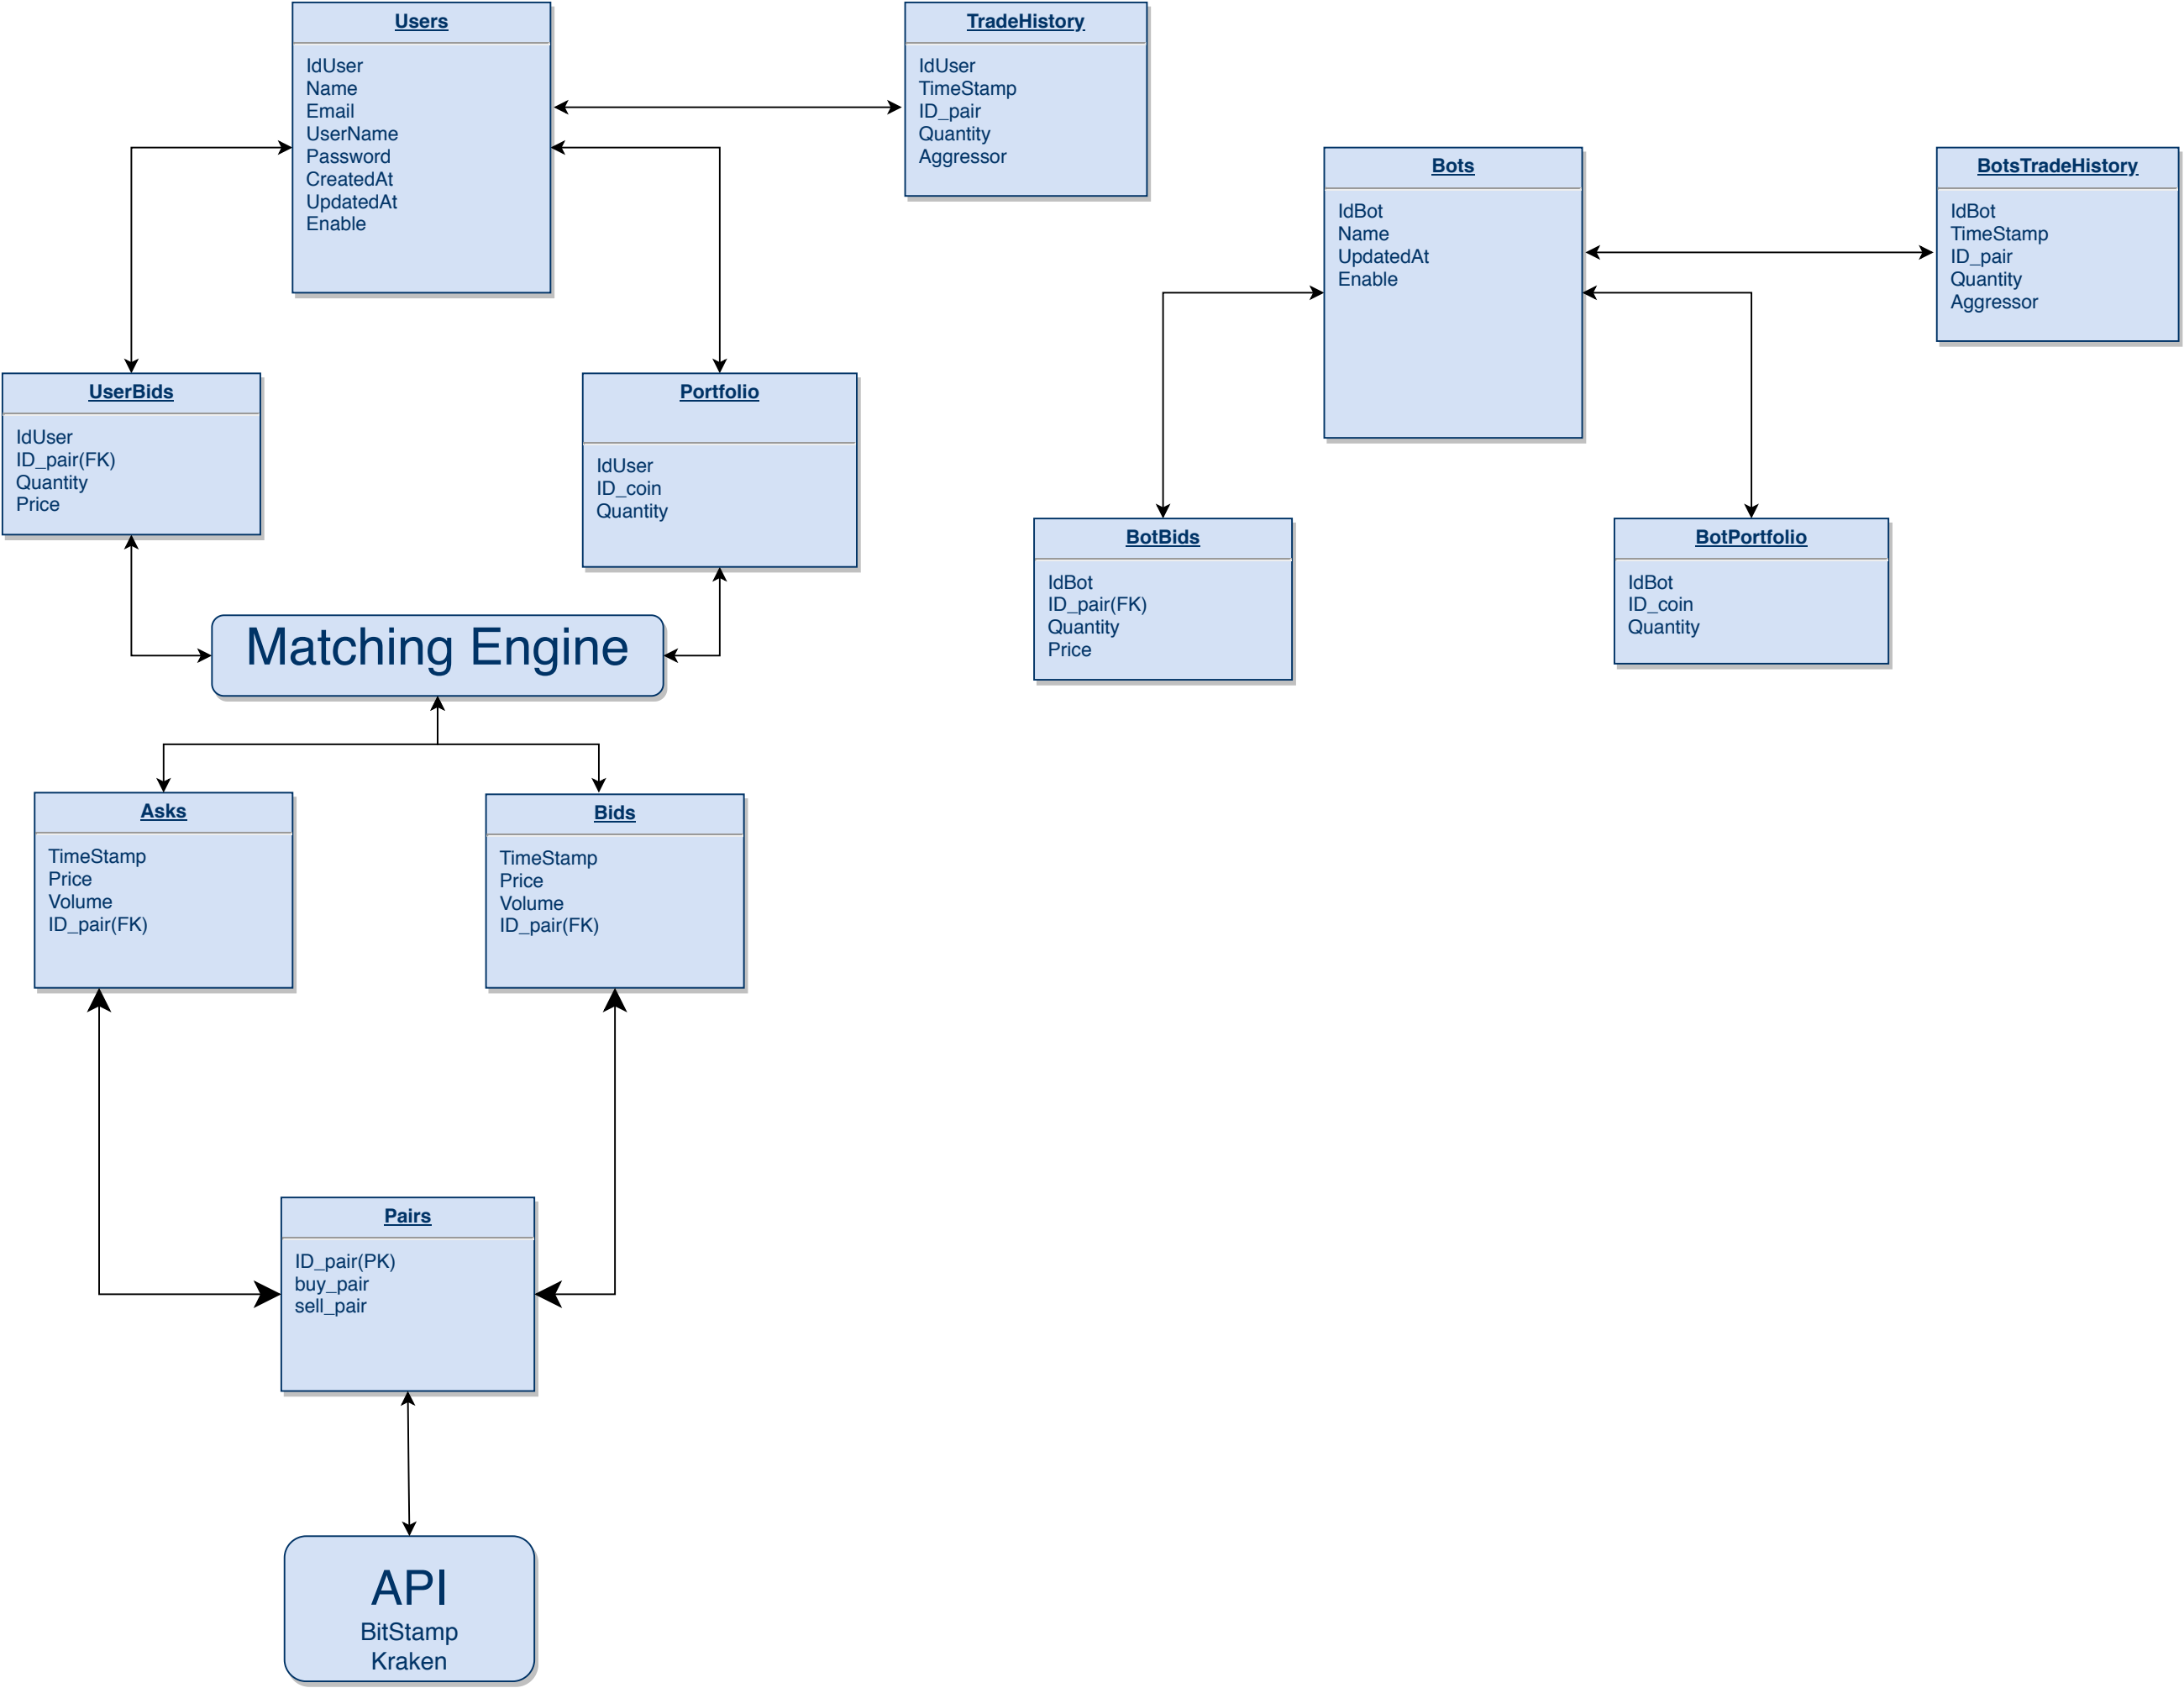 Users
IdUser
Name
Email
UserName
Password
CreatedAt
UpdatedAt
Enable
TradeHistory
IdUser
TimeStamp
ID_pair
Quantity
Aggressor
Bots
IdBot
Name
UpdatedAt
Enable
BotsTradeHistory
IdBot
TimeStamp
ID_pair
Quantity
Aggressor
UserBids
IdUser
ID_pair(FK)
Quantity
Price
Portfolio
IdUser
ID_coin
Quantity
BotBids
IdBot
ID_pair(FK)
Quantity
Price
BotPortfolio
IdBot
ID_coin
Quantity
Matching Engine
Asks
TimeStamp
Price
Volume
ID_pair(FK)
Bids
TimeStamp
Price
Volume
ID_pair(FK)
Pairs
ID_pair(PK)
buy_pair
sell_pair
API
BitStamp
Kraken